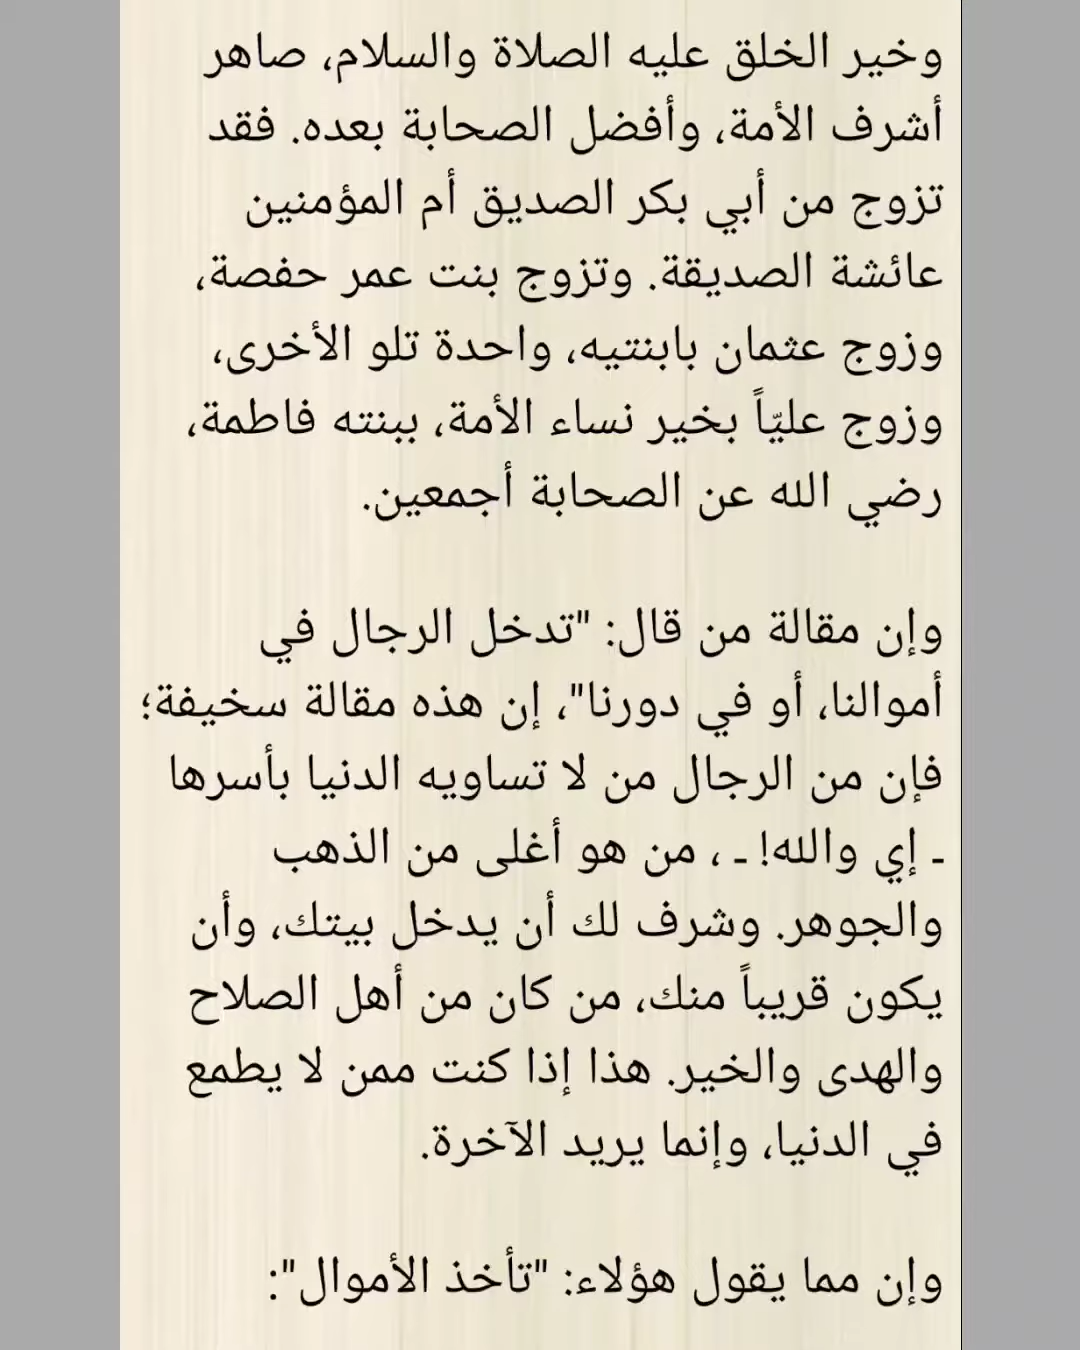 وخير الخلق عليه الصلاة والسلام، صاهر
أشرف الأمة، وأفضل الصحابة بعده. فقد
تزوج من أبي بكر الصديق أم المؤمنين
عائشة الصديقة. وتزوج بنت عمر حفصة،
وزوج عثمان بابنتيه، واحدة تلو الأخرى،
وزوج عليّاً بخير نساء الأمة، ببنته فاطمة،
رضي الله عن الصحابة أجمعين.
وإن مقالة من قال: "تدخل الرجال في
أموالنا، أو في دورنا"، إن هذه مقالة سخيفة؛
فإن من الرجال من لا تساويه الدنيا بأسرها
ـ إي والله! ـ ، من هو أغلى من الذهب
والجوهر. وشرف لك أن يدخل بيتك، وأن
يكون قريباً منك، من كان من أهل الصلاح
والهدى والخير. هذا إذا كنت ممن لا يطمع
في الدنيا، وإنما يريد الآخرة.
وإن مما يقول هؤلاء: "تأخذ الأموال":